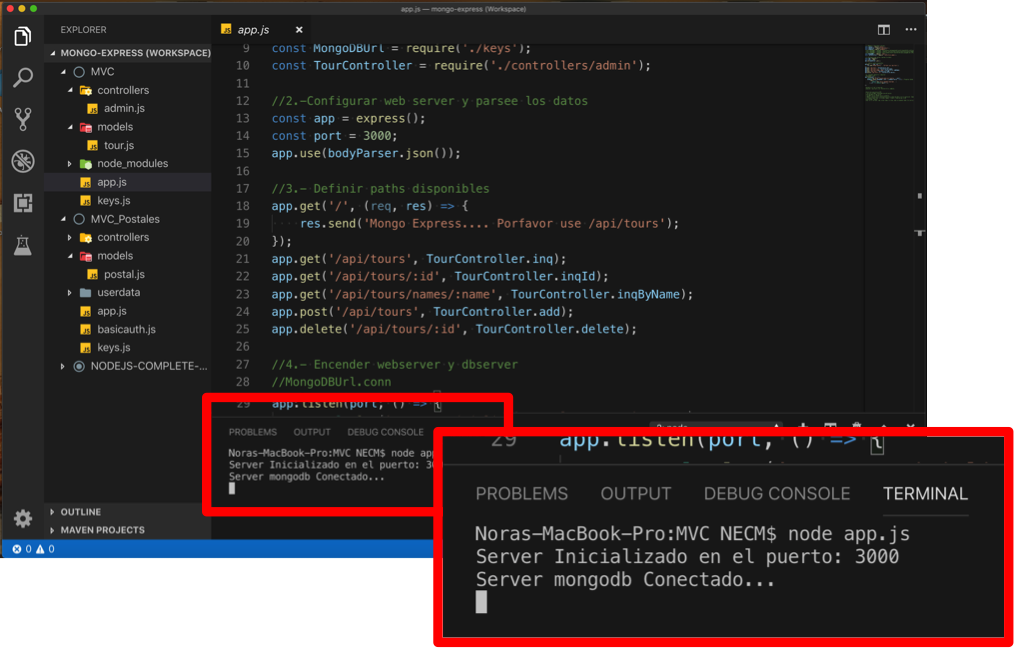 app.js — mongo-express (Workspace)
EXPLORER
MONGO-EXPRESS (WORKSPACE)
MVC
controllers
admin.js
models
tour.js
node_modules
app.js
keys.js
MVC_Postales
controllers
models
postal.js
userdata
app.js
basicauth.js
keys.js
NODEJS-COMPLETE-...
OUTLINE
MAVEN PROJECTS
0 0
app.js
9 const MongoDBUrl = require('./keys');
10 const TourController = require('./controllers/admin');
11
12 //2.-Configurar web server y parsee los datos
13 const app = express();
14 const port = 3000;
15 app.use(bodyParser.json());
16
17 //3.- Definir paths disponibles
18 app.get('/', (req, res) => {
19 res.send('Mongo Express.... Porfavor use /api/tours');
20 });
21 app.get('/api/tours', TourController.inq);
22 app.get('/api/tours/:id', TourController.inqId);
23 app.get('/api/tours/names/:name', TourController.inqByName);
24 app.post('/api/tours', TourController.add);
25 app.delete('/api/tours/:id', TourController.delete);
26
27 //4.- Encender webserver y dbserver
28 //MongoDBUrl.conn
29 app.listen(port, () => {
PROBLEMS OUTPUT DEBUG CONSOLE
Noras-MacBook-Pro:MVC NECM$ node app
Server Inicializado en el puerto: 30
Server mongodb Conectado...
29 app.listen(port, () => {
PROBLEMS OUTPUT DEBUG CONSOLE TERMINAL
Noras-MacBook-Pro:MVC NECM$ node app.js
Server Inicializado en el puerto: 3000
Server mongodb Conectado...